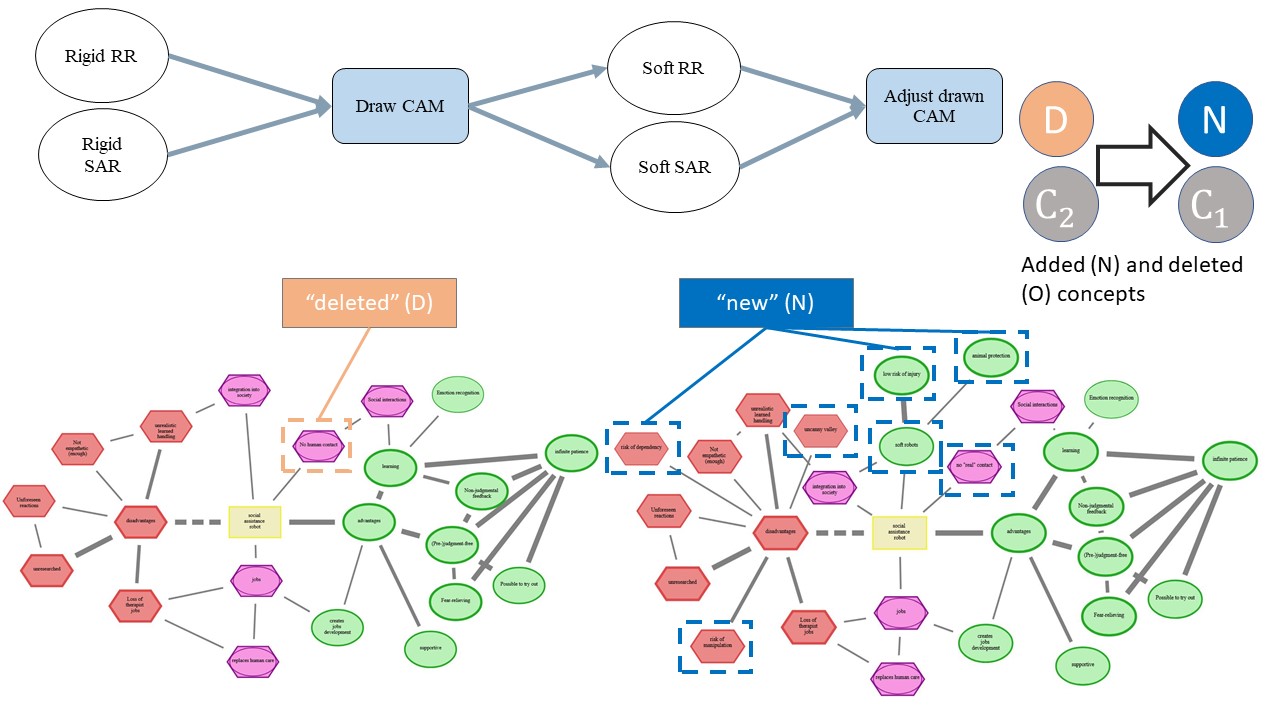 Rigid RR
Rigid
SAR
Draw CAM
Soft RR
Soft SAR
Adjust drawn
CAM
D
N
C2
C1
Added (N) and deleted
(O) concepts
“deleted” (D)
“new” (N)
integration into
society
Social interactions
Emotion recognition
unrealistic
learned
handling
Not
empathetic
(enough)
No human contact
learning
infinite patience
Unforeseen
reactions
Non-judgmental
feedback
disadvantages
social
assistance
robot
advantages
(Pre-)judgment-free
unresearched
jobs
Possible to try out
Loss of
therapist
jobs
Fear-relieving
creates
jobs
development
supportive
replaces human care
animal protection
low risk of injury
Emotion recognition
Social interactions
unrealistic
learned
handling
uncanny valley
risk of dependency
Not
empathetic
(enough)
soft robots
learning
infinite patience
no "real" contact
integration into
society
Unforeseen
reactions
Non-judgmental
feedback
disadvantages
social
assistance
robot
advantages
(Pre-)judgment-free
unresearched
Possible to try out
jobs
Fear-relieving
Loss of
therapist
jobs
risk of
manipulation
creates
jobs
development
supportive
replaces human care